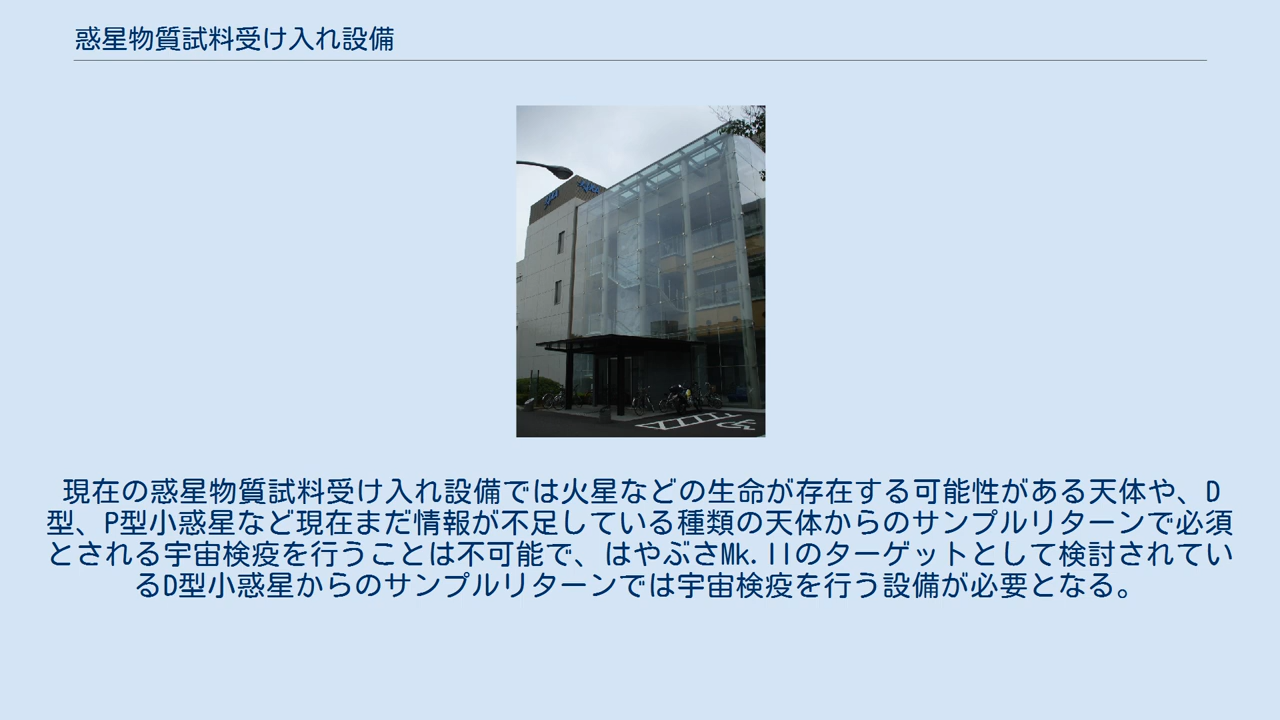 惑星物質試料受け入れ設備
現在の惑星物質試料受け入れ設備では火星などの生命が存在する可能性がある天体や、D
型、P型小惑星など現在まだ情報が不足している種類の天体からのサンプルリターンで必須
とされる宇宙検疫を行うことは不可能で、はやぶさMk.IIのターゲットとして検討されてい
るD型小惑星からのサンプルリターンでは宇宙検疫を行う設備が必要となる。